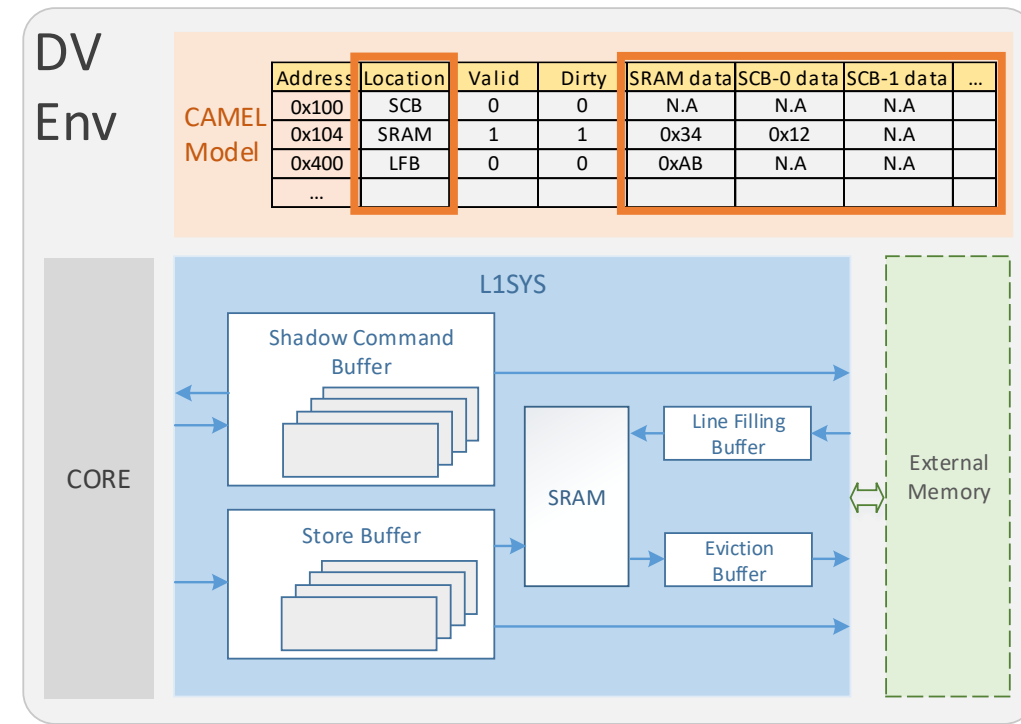 DV
Env
CAMEL
Model
Address Location Valid Dirty SRAM data SCB-0 data SCB-1 data ...
0x100 SCB 0 0 N.A N.A N.A
0x104 SRAM 1 1 0x34 0x12 N.A
0x400 LFB 0 0 0xAB N.A N.A
...
L1SYS
Shadow Command
Buffer
Line Filling
Buffer
CORE
SRAM
External
Memory
Store Buffer
Eviction
Buffer